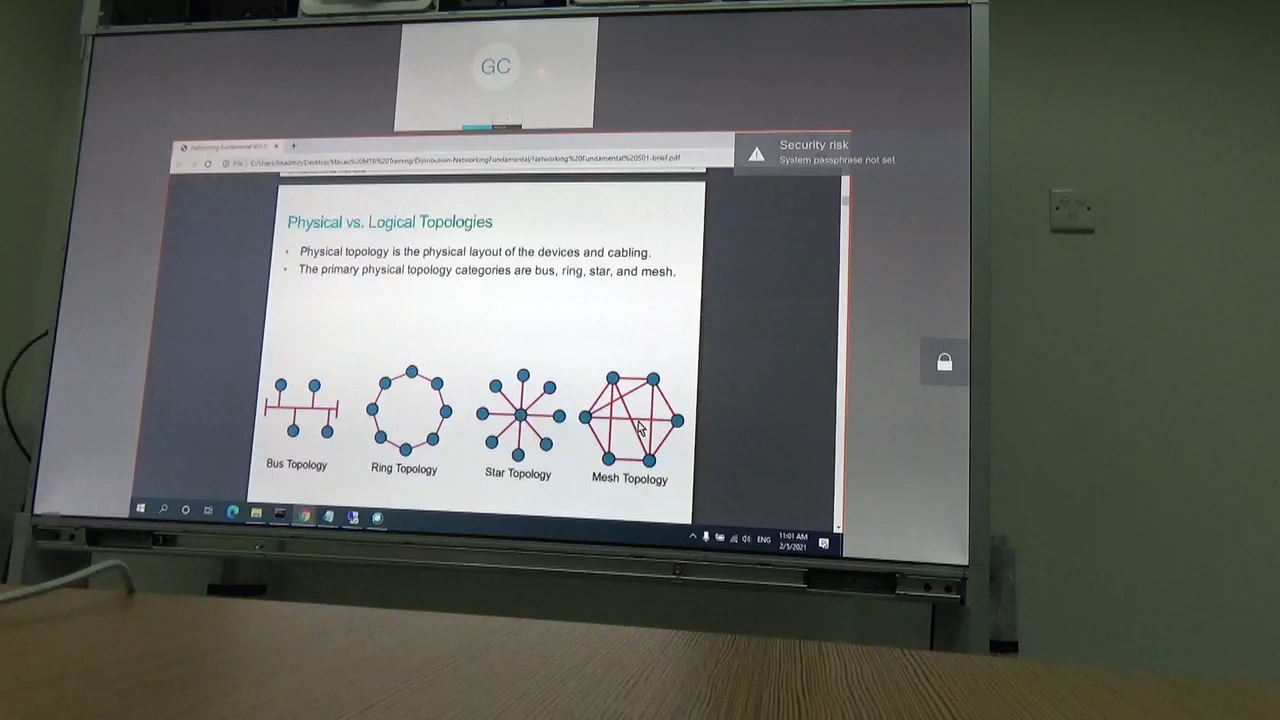 GC
Security risk
System passphrase not set
Physical vs. Logical Topologies
• Physical topology is the physical layout of the devices and cabling.
• The primary physical topology categories are bus, ring, star, and mesh.
Bus Topology
Ring Topology
Star Topology
Mesh Topology
ENG
11:01 AM
2/5/2021